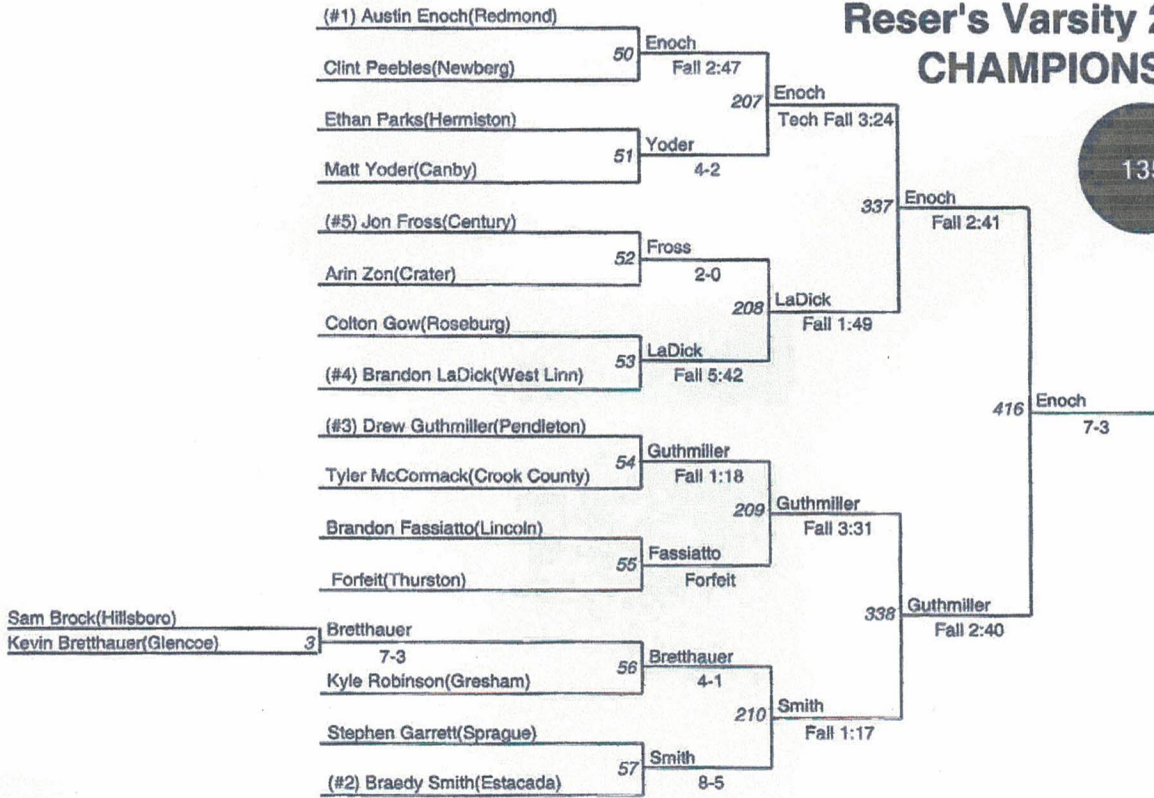 Reser's Varsity
CHAMPIONS
135
(#1) Austin Enoch(Redmond)
50
Enoch
Fall 2:47
Clint Peebles(Newberg)
207
Enoch
Tech Fall 3:24
Ethan Parks(Hermiston)
51
Yoder
4-2
Matt Yoder(Canby)
337
Enoch
Fall 2:41
(#5) Jon Fross(Century)
52
Fross
2-0
Arin Zon(Crater)
208
LaDick
Fall 1:49
Colton Gow(Roseburg)
53
LaDick
Fall 5:42
(#4) Brandon LaDick(West Linn)
416
Enoch
7-3
(#3) Drew Guthmiller(Pendleton)
54
Guthmiller
Fall 1:18
Tyler McCormack(Crook County)
209
Guthmiller
Fall 3:31
Brandon Fassiatto(Lincoln)
55
Fassiatto
Forfeit
Forfeit(Thurston)
338
Guthmiller
Fall 2:40
Sam Brock(Hillsboro)
Kevin Bretthauer(Glencoe)
3
Bretthauer
7-3
56
Bretthauer
4-1
Kyle Robinson(Gresham)
210
Smith
Fall 1:17
Stephen Garrett(Sprague)
57
Smith
8-5
(#2) Braedy Smith(Estacada)